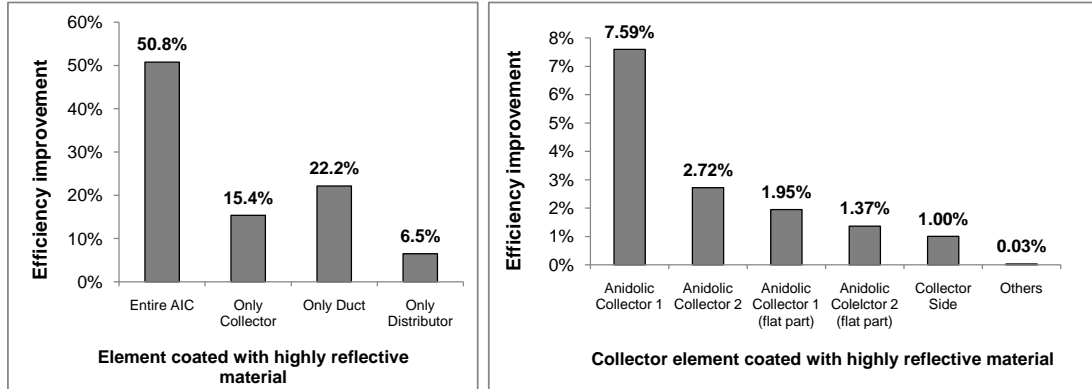 60%
50%
40%
30%
20%
10%
0%
Efficiency improvement
50.8%
15.4%
22.2%
6.5%
Entire AIC
Only
Collector
Only Duct
Only
Distributor
Element coated with highly reflective
material
8%
7%
6%
5%
4%
3%
2%
1%
0%
Efficiency improvement
7.59%
2.72%
1.95%
1.37%
1.00%
0.03%
Anidolic
Collector 1
Anidolic
Collector 2
Anidolic
Collector 1
(flat part)
Anidolic
Colelctor 2
(flat part)
Collector
Side
Others
Collector element coated with highly reflective material